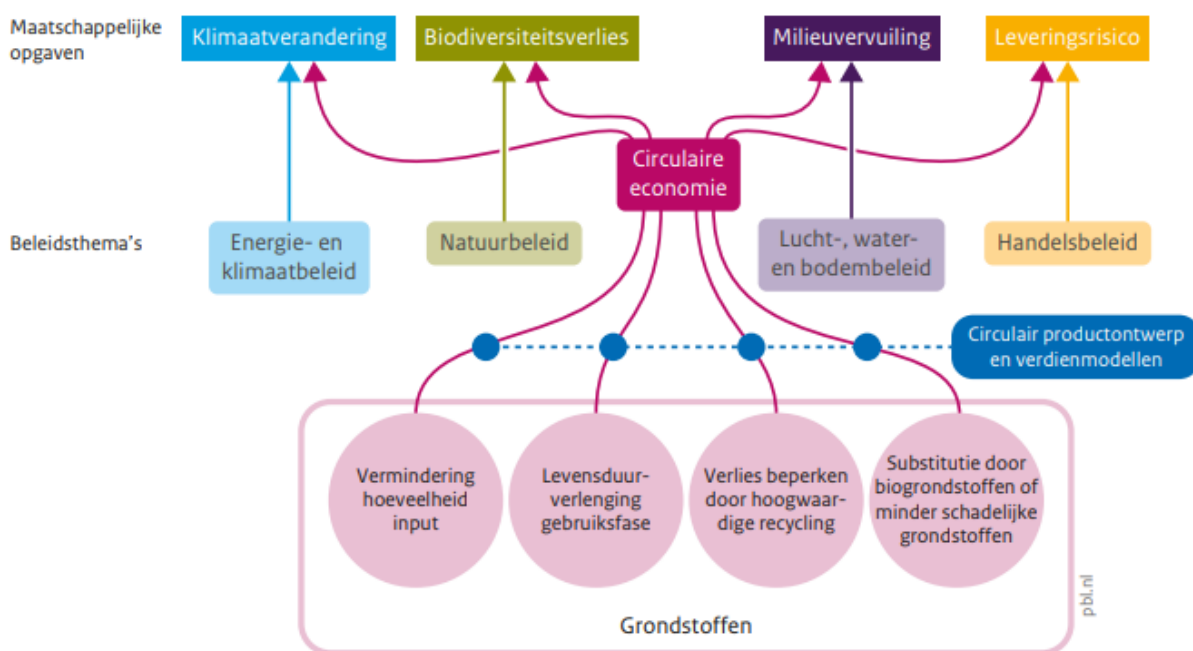 Maatschappelijke
opgaven
Klimaatverandering
Biodiversiteitsverlies
Milieuvervuiling
Leveringsrisico
Circulaire
economie
Beleidsthema's
Energie- en
klimaatbeleid
Natuurbeleid
Lucht-, water-
en bodembeleid
Handelsbeleid
Circulair productontwerp
en verdienmodellen
Vermindering
hoeveelheid
input
Levensduur-
verlenging
gebruiksfase
Verlies beperken
door hoogwaar-
dige recycling
Substitutie door
biogrondstoffen of
minder schadelijke
grondstoffen
Grondstoffen
pbl.nl